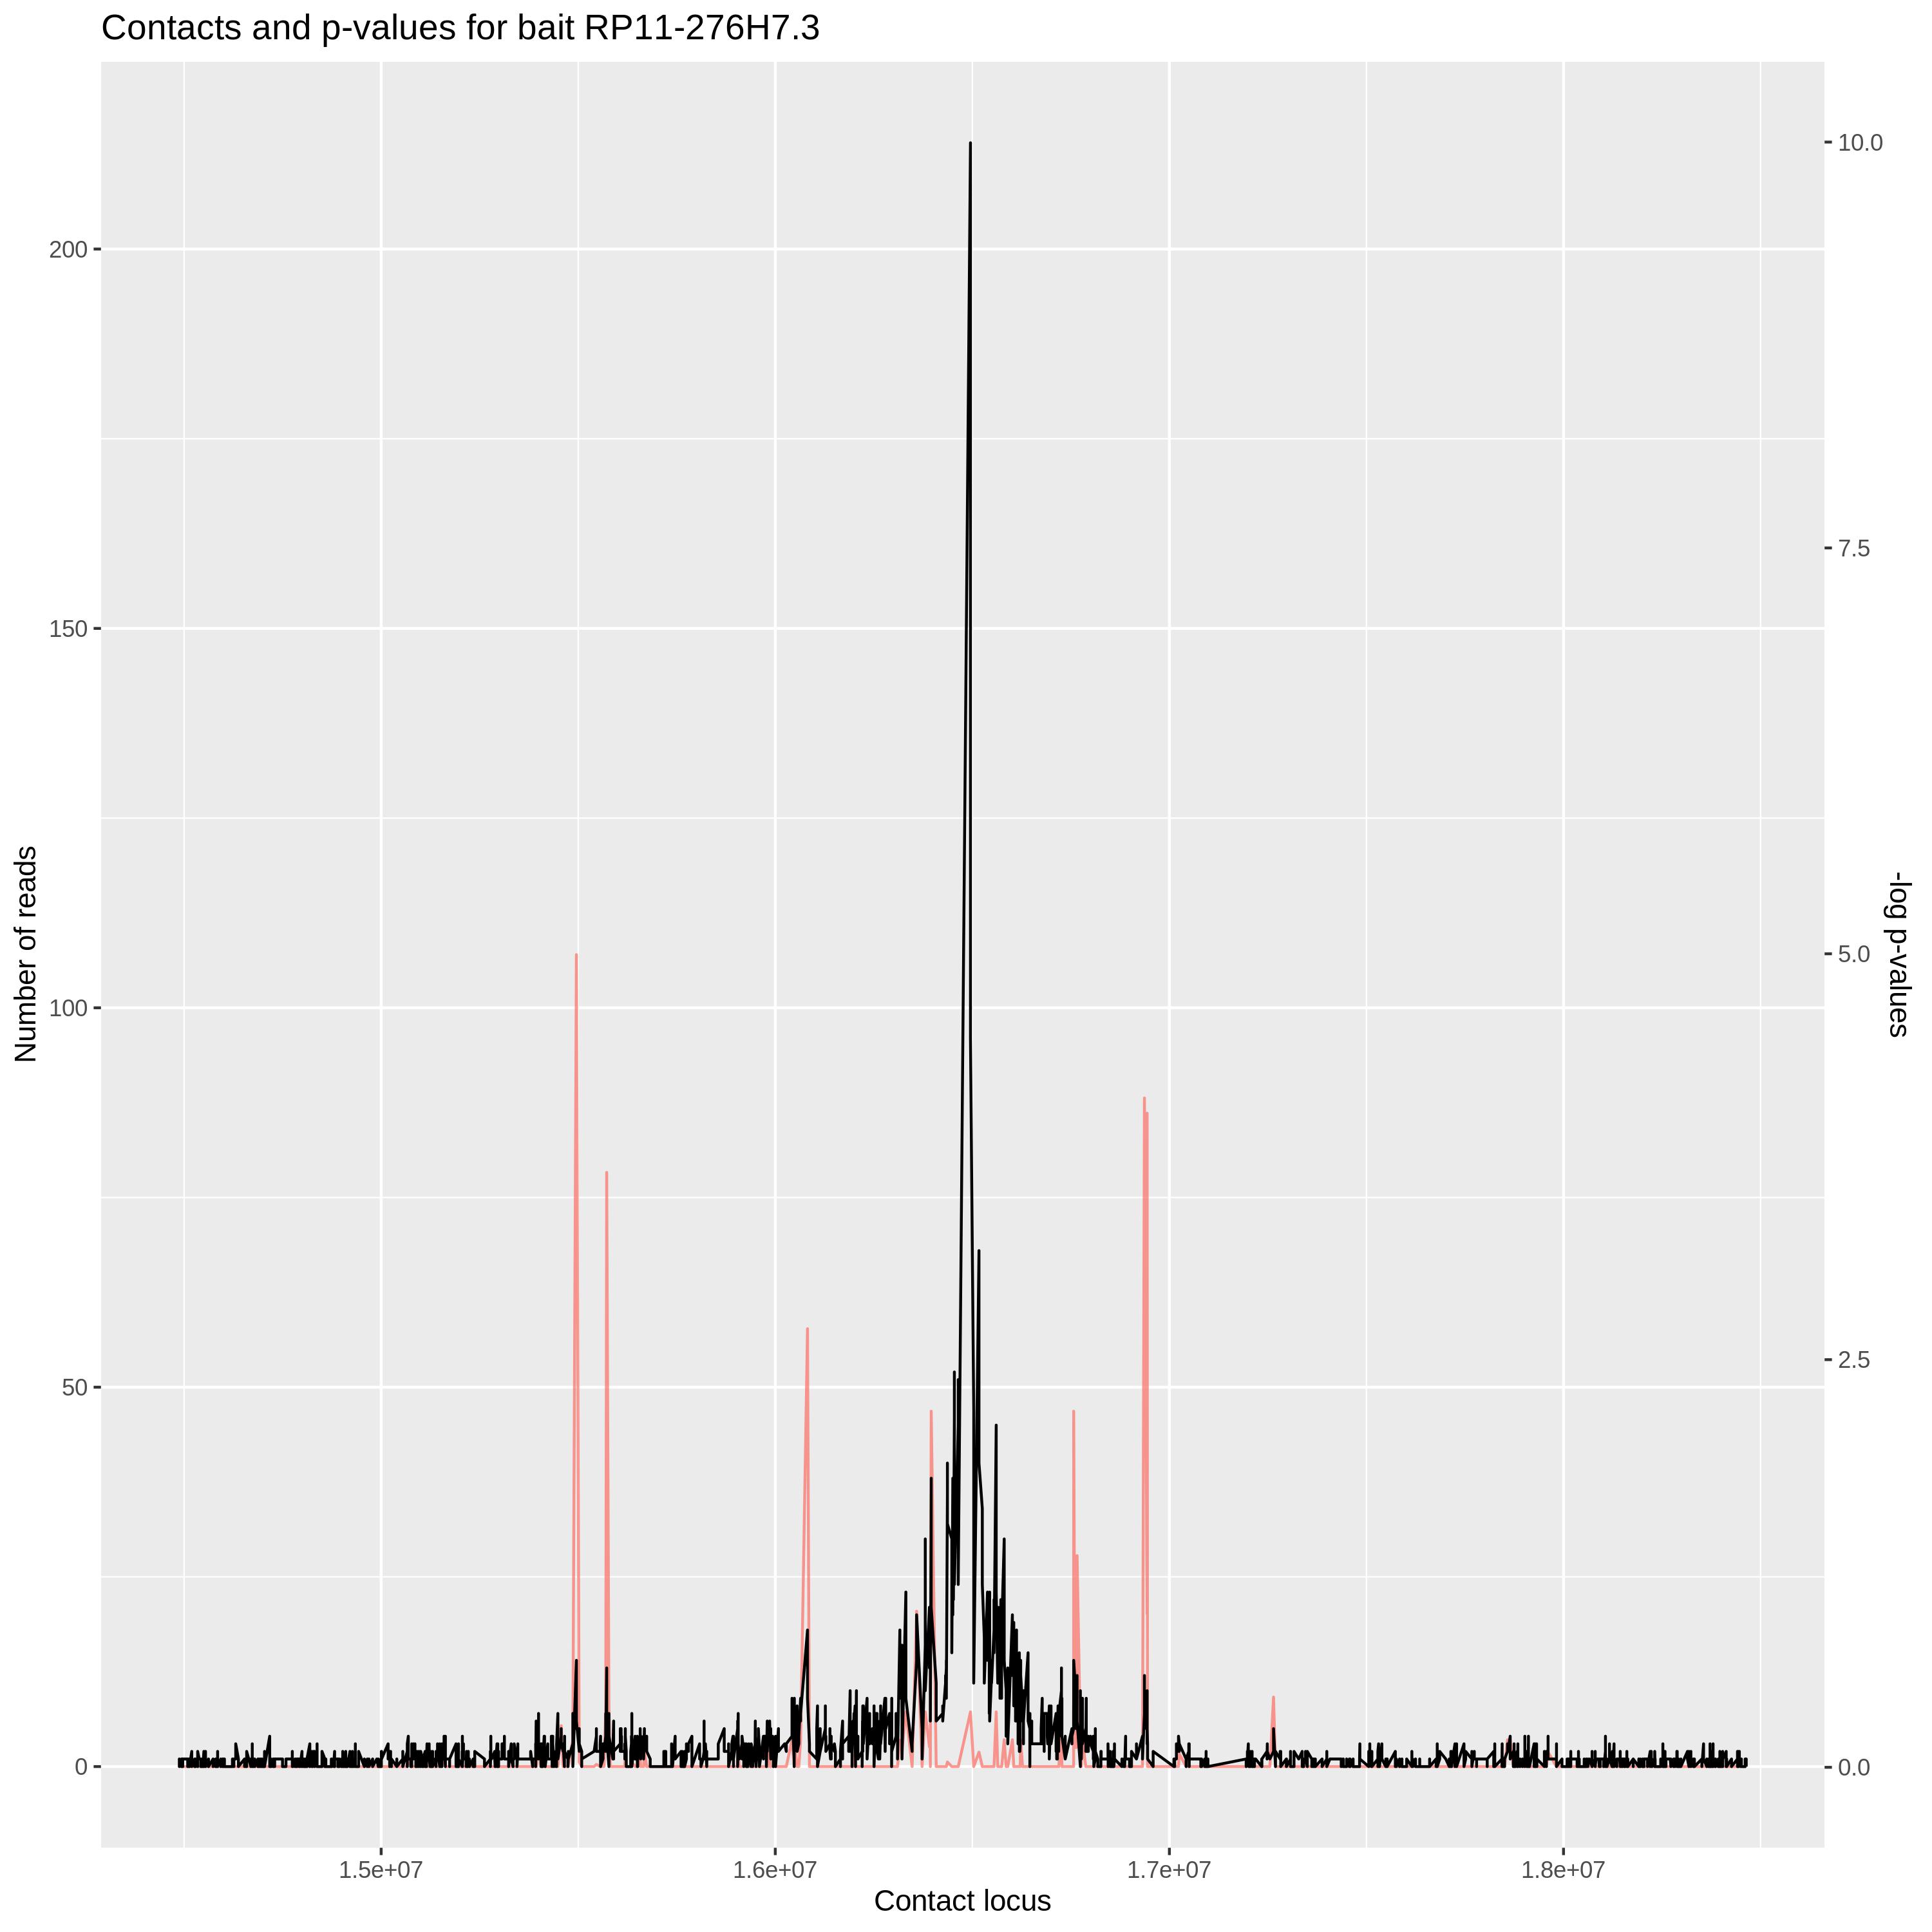 Contacts and p-values for bait RP11-276H7.3
Number of reads
200
150
100
50
0
10.0
7.5
5.0
2.5
0.0
-log p-values
1.5e+07
1.6e+07
1.7e+07
1.8e+07
Contact locus